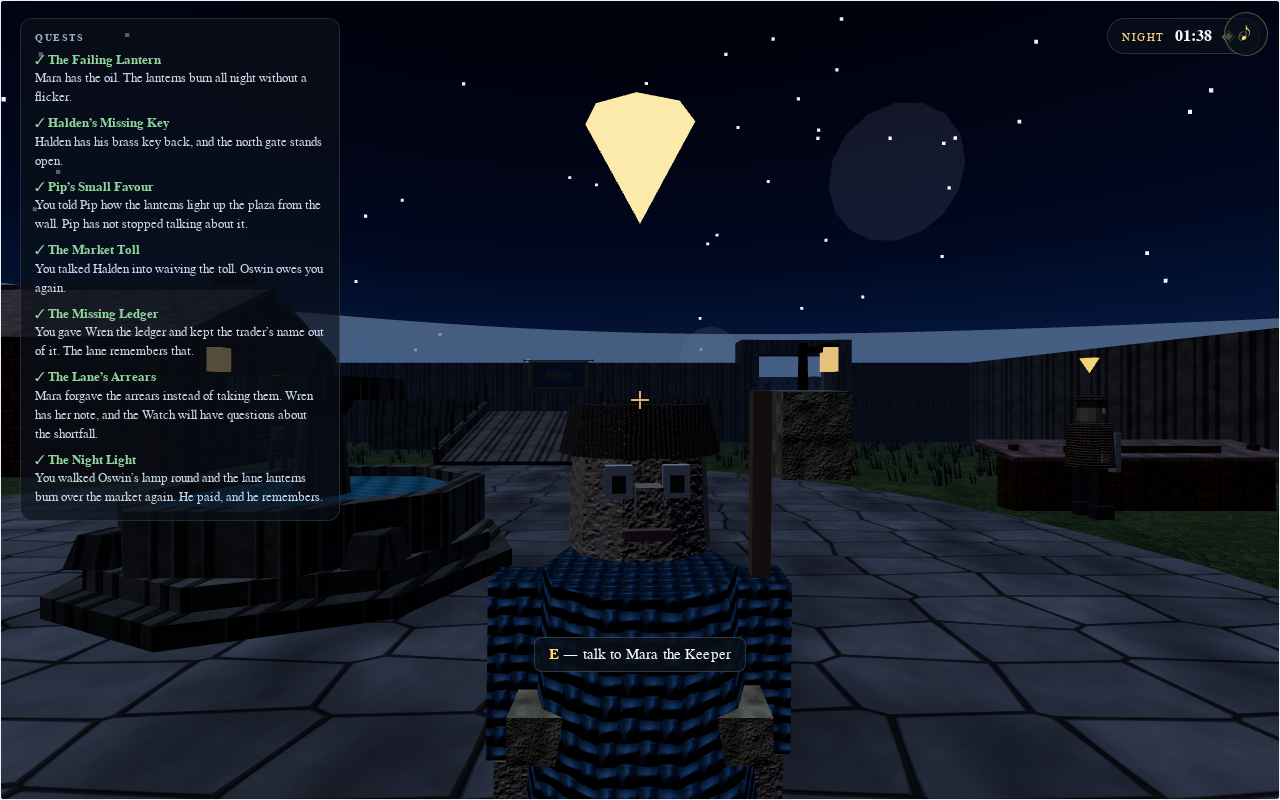 QUESTS
✓ The Failing Lantern
Mara has the oil. The lanterns burn all night without a
flicker.
✓ Halden’s Missing Key
Halden has his brass key back, and the north gate stands
open.
✓ Pip’s Small Favour
You told Pip how the lanterns light up the plaza from the
wall. Pip has not stopped talking about it.
✓ The Market Toll
You talked Halden into waiving the toll. Oswin owes you
again.
✓ The Missing Ledger
You gave Wren the ledger and kept the trader’s name out
of it. The lane remembers that.
✓ The Lane’s Arrears
Mara forgave the arrears instead of taking them. Wren
has her note, and the Watch will have questions about
the shortfall.
✓ The Night Light
You walked Oswin’s lamp round and the lane lanterns
burn over the market again. He paid, and he remembers.
NIGHT 01:38
E — talk to Mara the Keeper